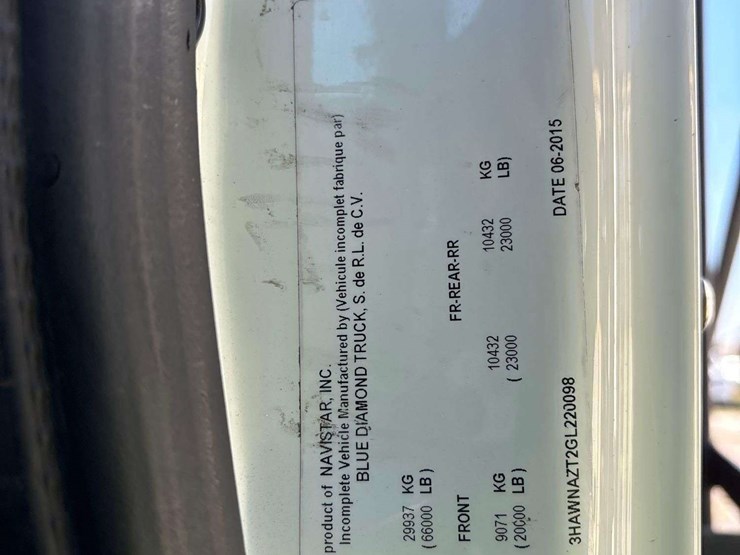 product of NAVISTAR, INC.
Incomplete Vehicle Manufactured by (Vehicule incomplet fabrique par)
BLUE DIAMOND TRUCK, S. de R.L. de C.V.
29937 KG
( 66000 LB )
FRONT FR-REAR-RR
9071 KG 10432 10432 KG
( 20000 LB ) ( 23000 23000 LB)
3HAWNAZT2GL220098 DATE 06-2015